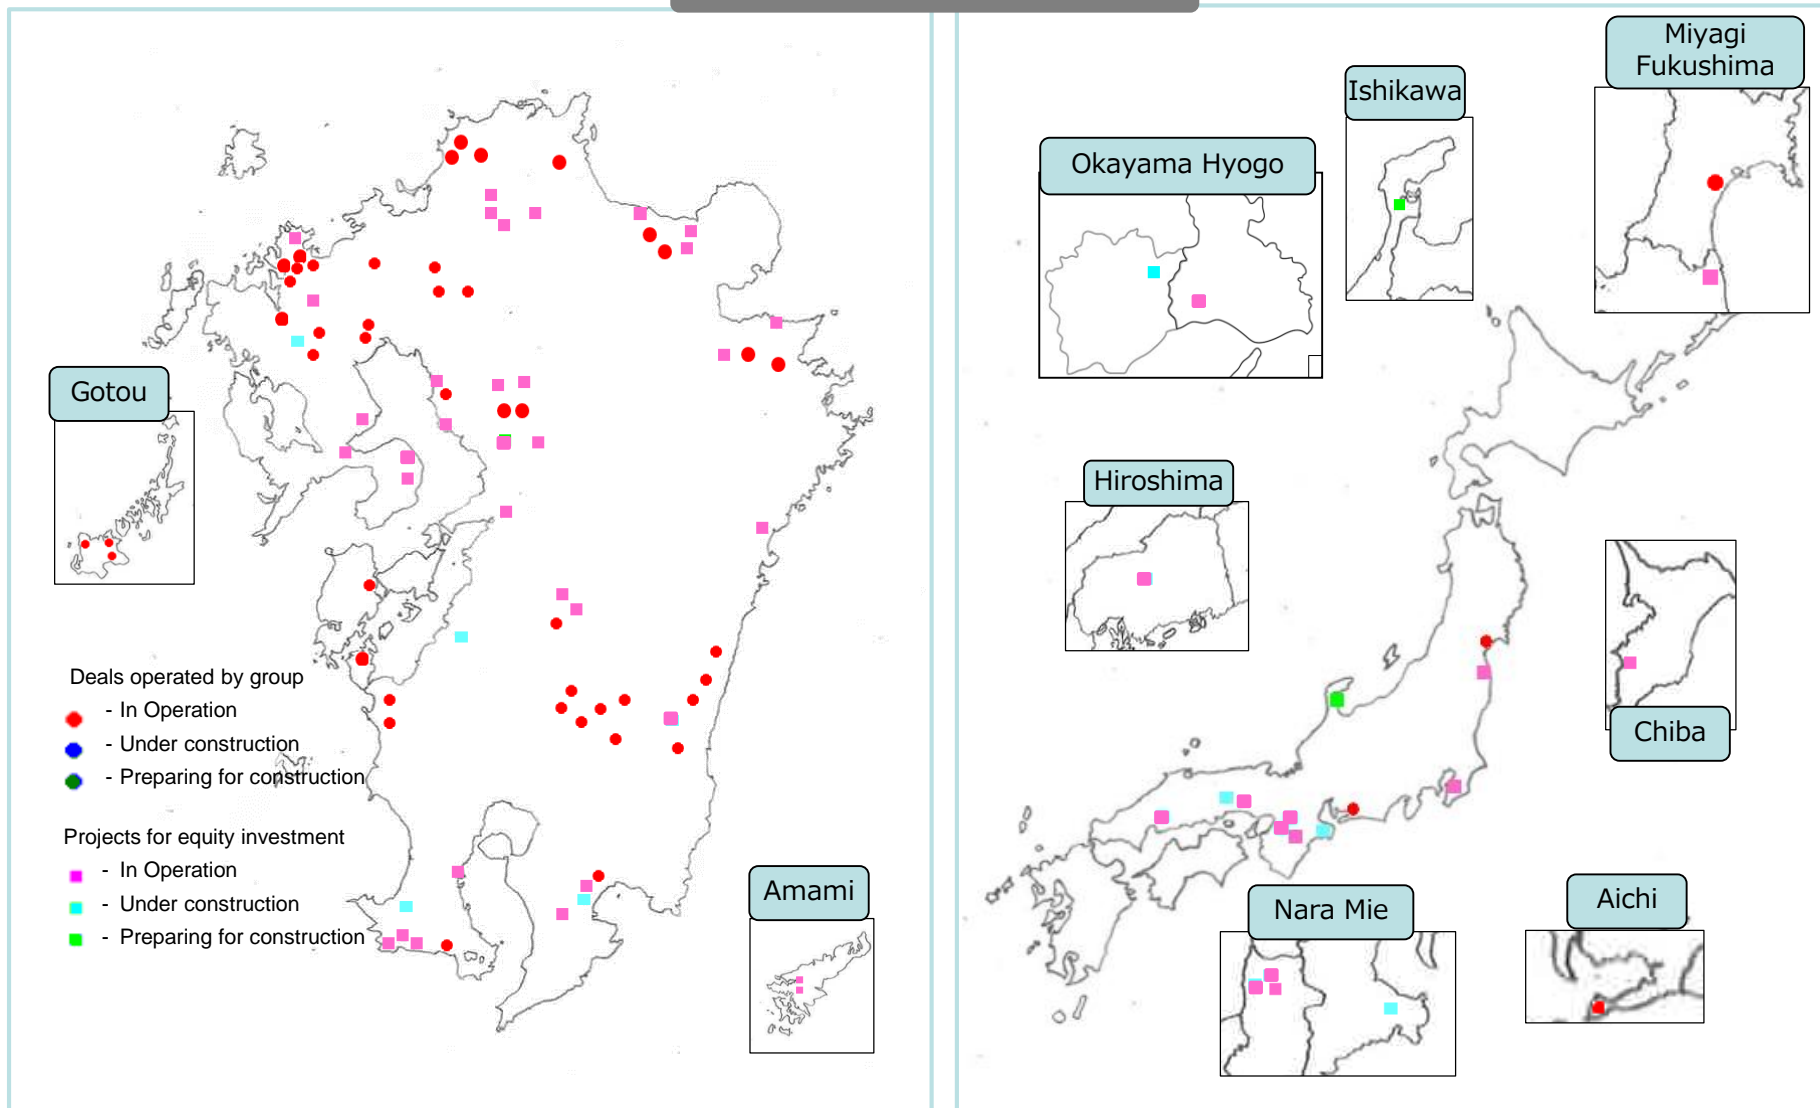 Gotou
Deals operated by group
- In Operation
- Under construction
- Preparing for construction
Projects for equity investment
- In Operation
- Under construction
- Preparing for construction
Amami
Okayama Hyogo
Ishikawa
Miyagi
Fukushima
Hiroshima
Chiba
Nara Mie
Aichi